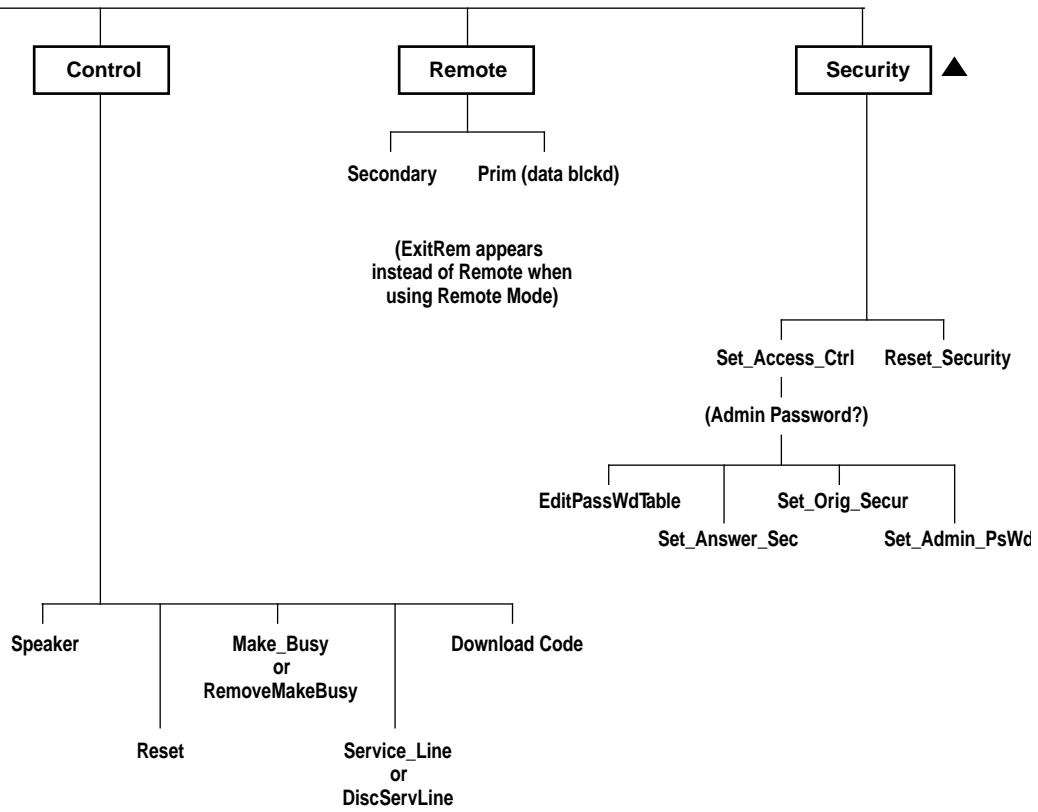 Control
Remote
Security
Secondary
Prim (data blckd)
(ExitRem appears
instead of Remote when
using Remote Mode)
Set_Access_Ctrl
Reset_Security
(Admin Password?)
EditPassWdTable
Set_Orig_Secur
Set_Answer_Sec
Set_Admin_PsWd
Speaker
Make_Busy
or
RemoveMakeBusy
Download Code
Reset
Service_Line
or
DiscServLine